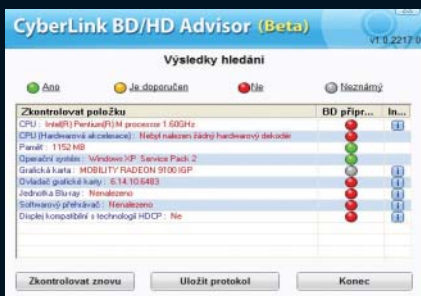 CyberLink BD/HD Advisor (Beta)
v1.0.2217.0
Výsledky hledání
Ano Je doporučen Ne Neznámý
Zkontrolovat položku BD připr... In...
CPU : Intel(R) Pentium(R) M processor 1.60GHz
CPU (Hardwarová akcelerace) : Nebyl nalezen žádný hardwarový dekodér
Paměť : 1152 MB
Operační systém : Windows XP Service Pack 2
Grafická karta : MOBILITY RADEON 9100 IGP
Ovladač grafické karty : 6.14.10.6483
Jednotka Blu-ray : Nenalezeno
Softwarový přehrávač : Nenalezeno
Displej kompatibilní s technologií HDCP : Ne
Zkontrolovat znovu Uložit protokol Konec